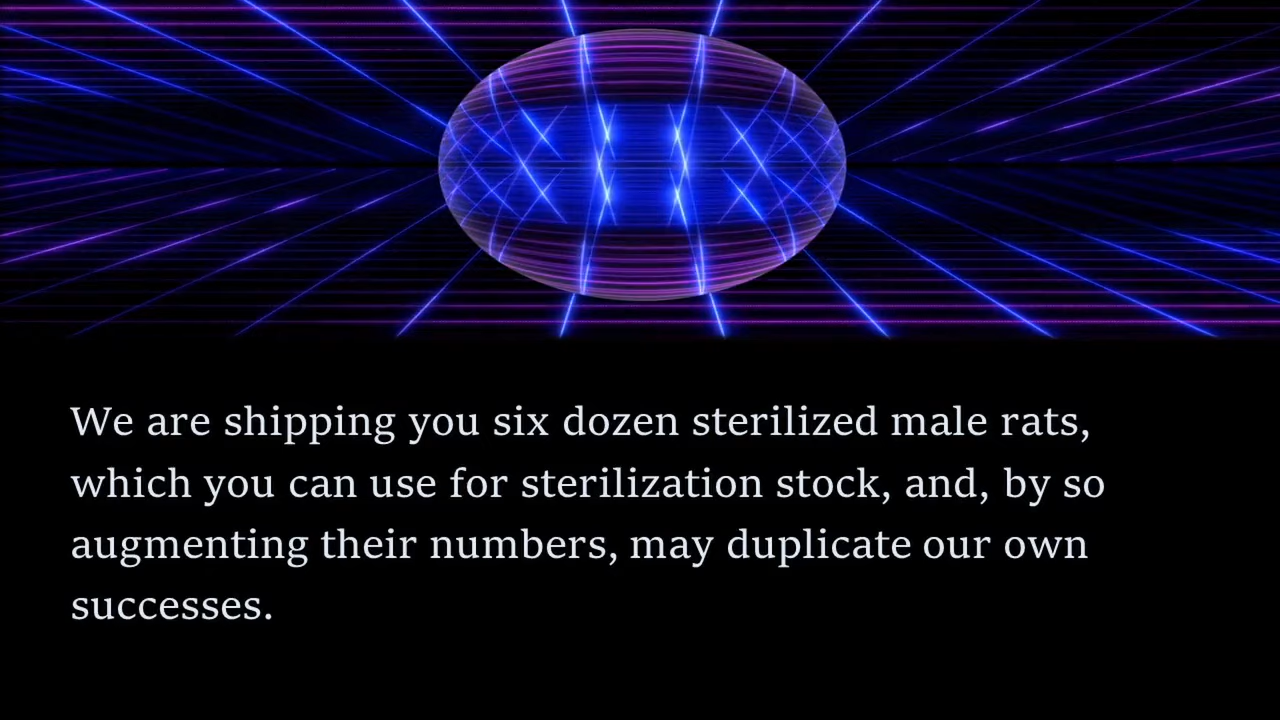 We are shipping you six dozen sterilized male rats,
which you can use for sterilization stock, and, by so
augmenting their numbers, may duplicate our own
successes.